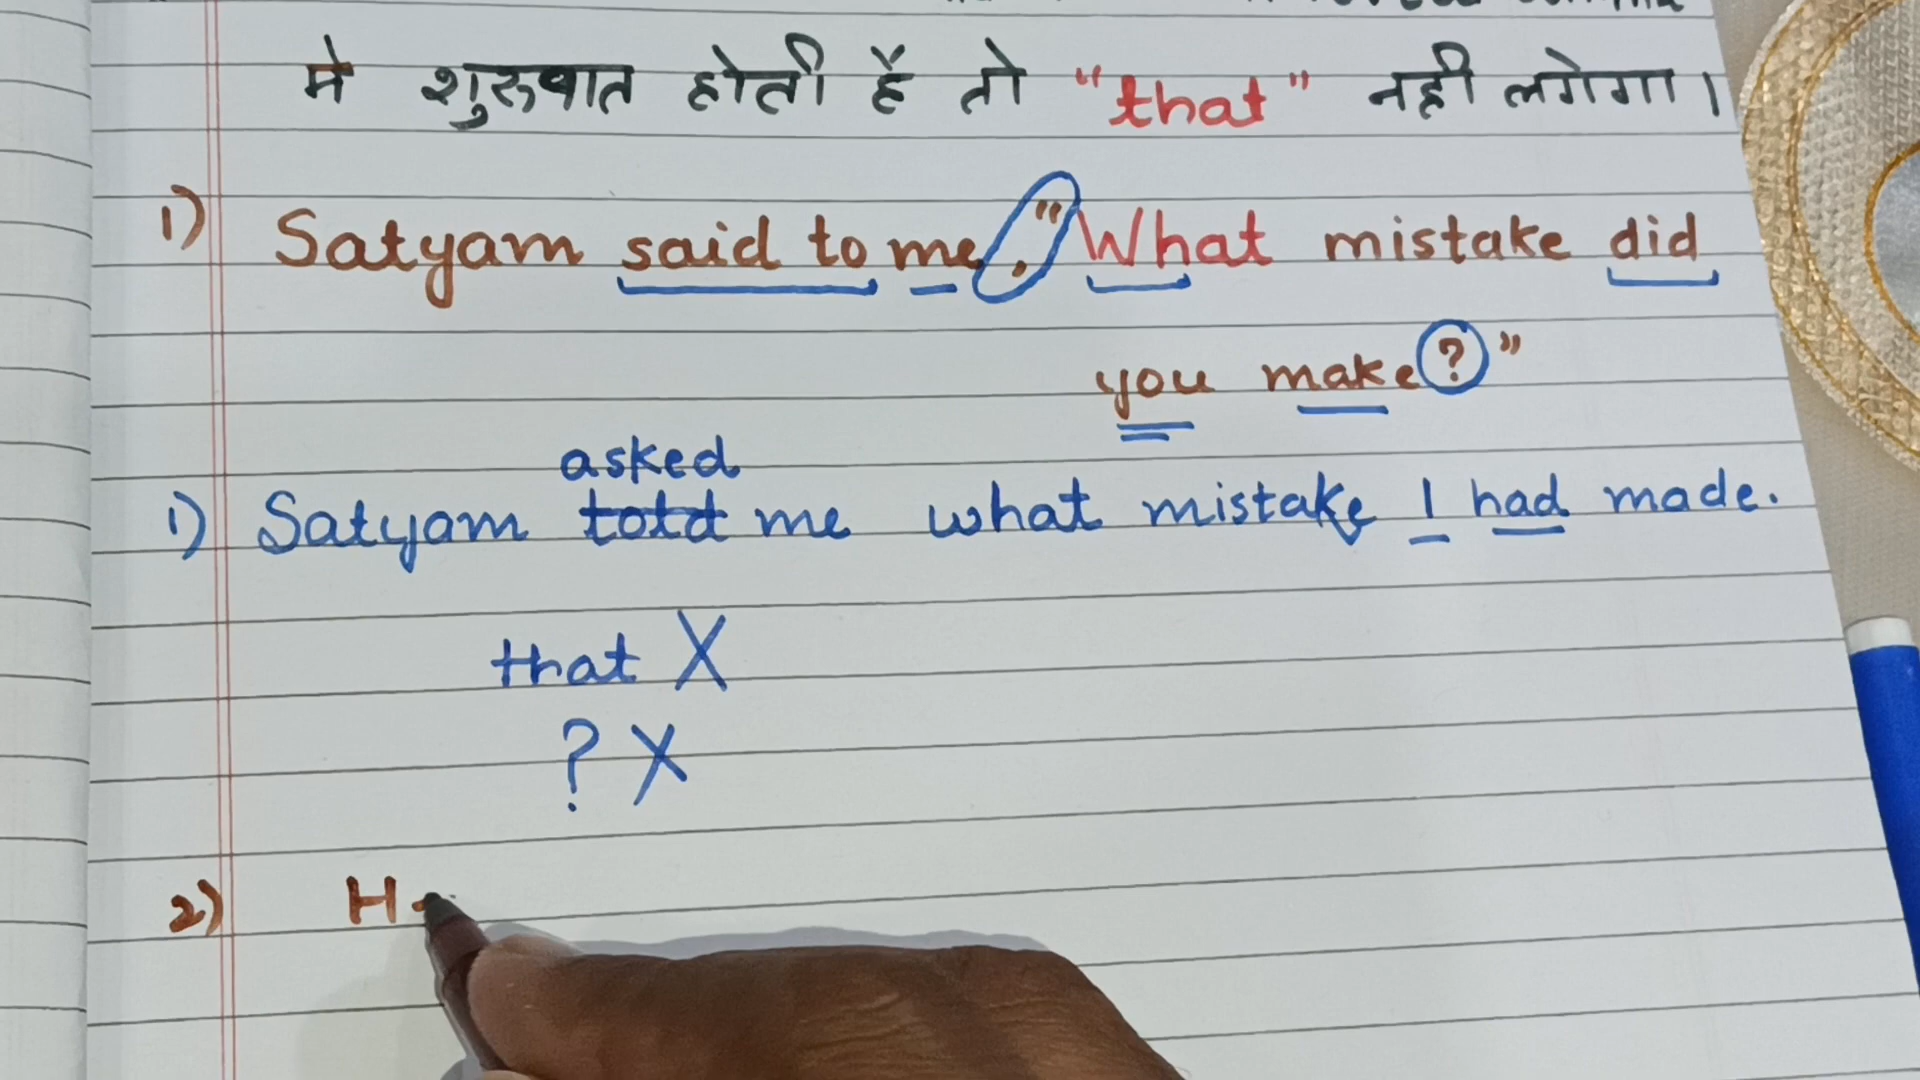 मे शुरुवात होती है तो "that" नही लगेगा।
1) Satyam said to me, "What mistake did
you make?"
asked
1) Satyam told me what mistake I had made.
that X
? X
2) H